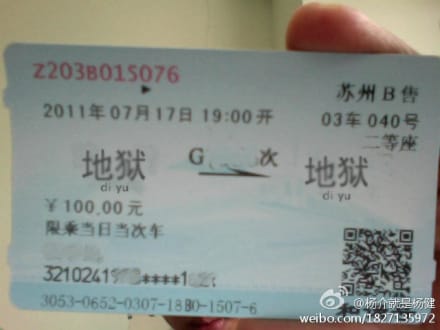 Z203B015076
苏州 B 售
2011年07月17日 19:00开
03车 040号
二等座
地狱
di yu
G 次
地狱
di yu
￥100.00元
限乘当日当次车
3210241
****1
3053-0652-0307-18B0-1507-6
@杨介就是杨健
weibo.com/1827135972